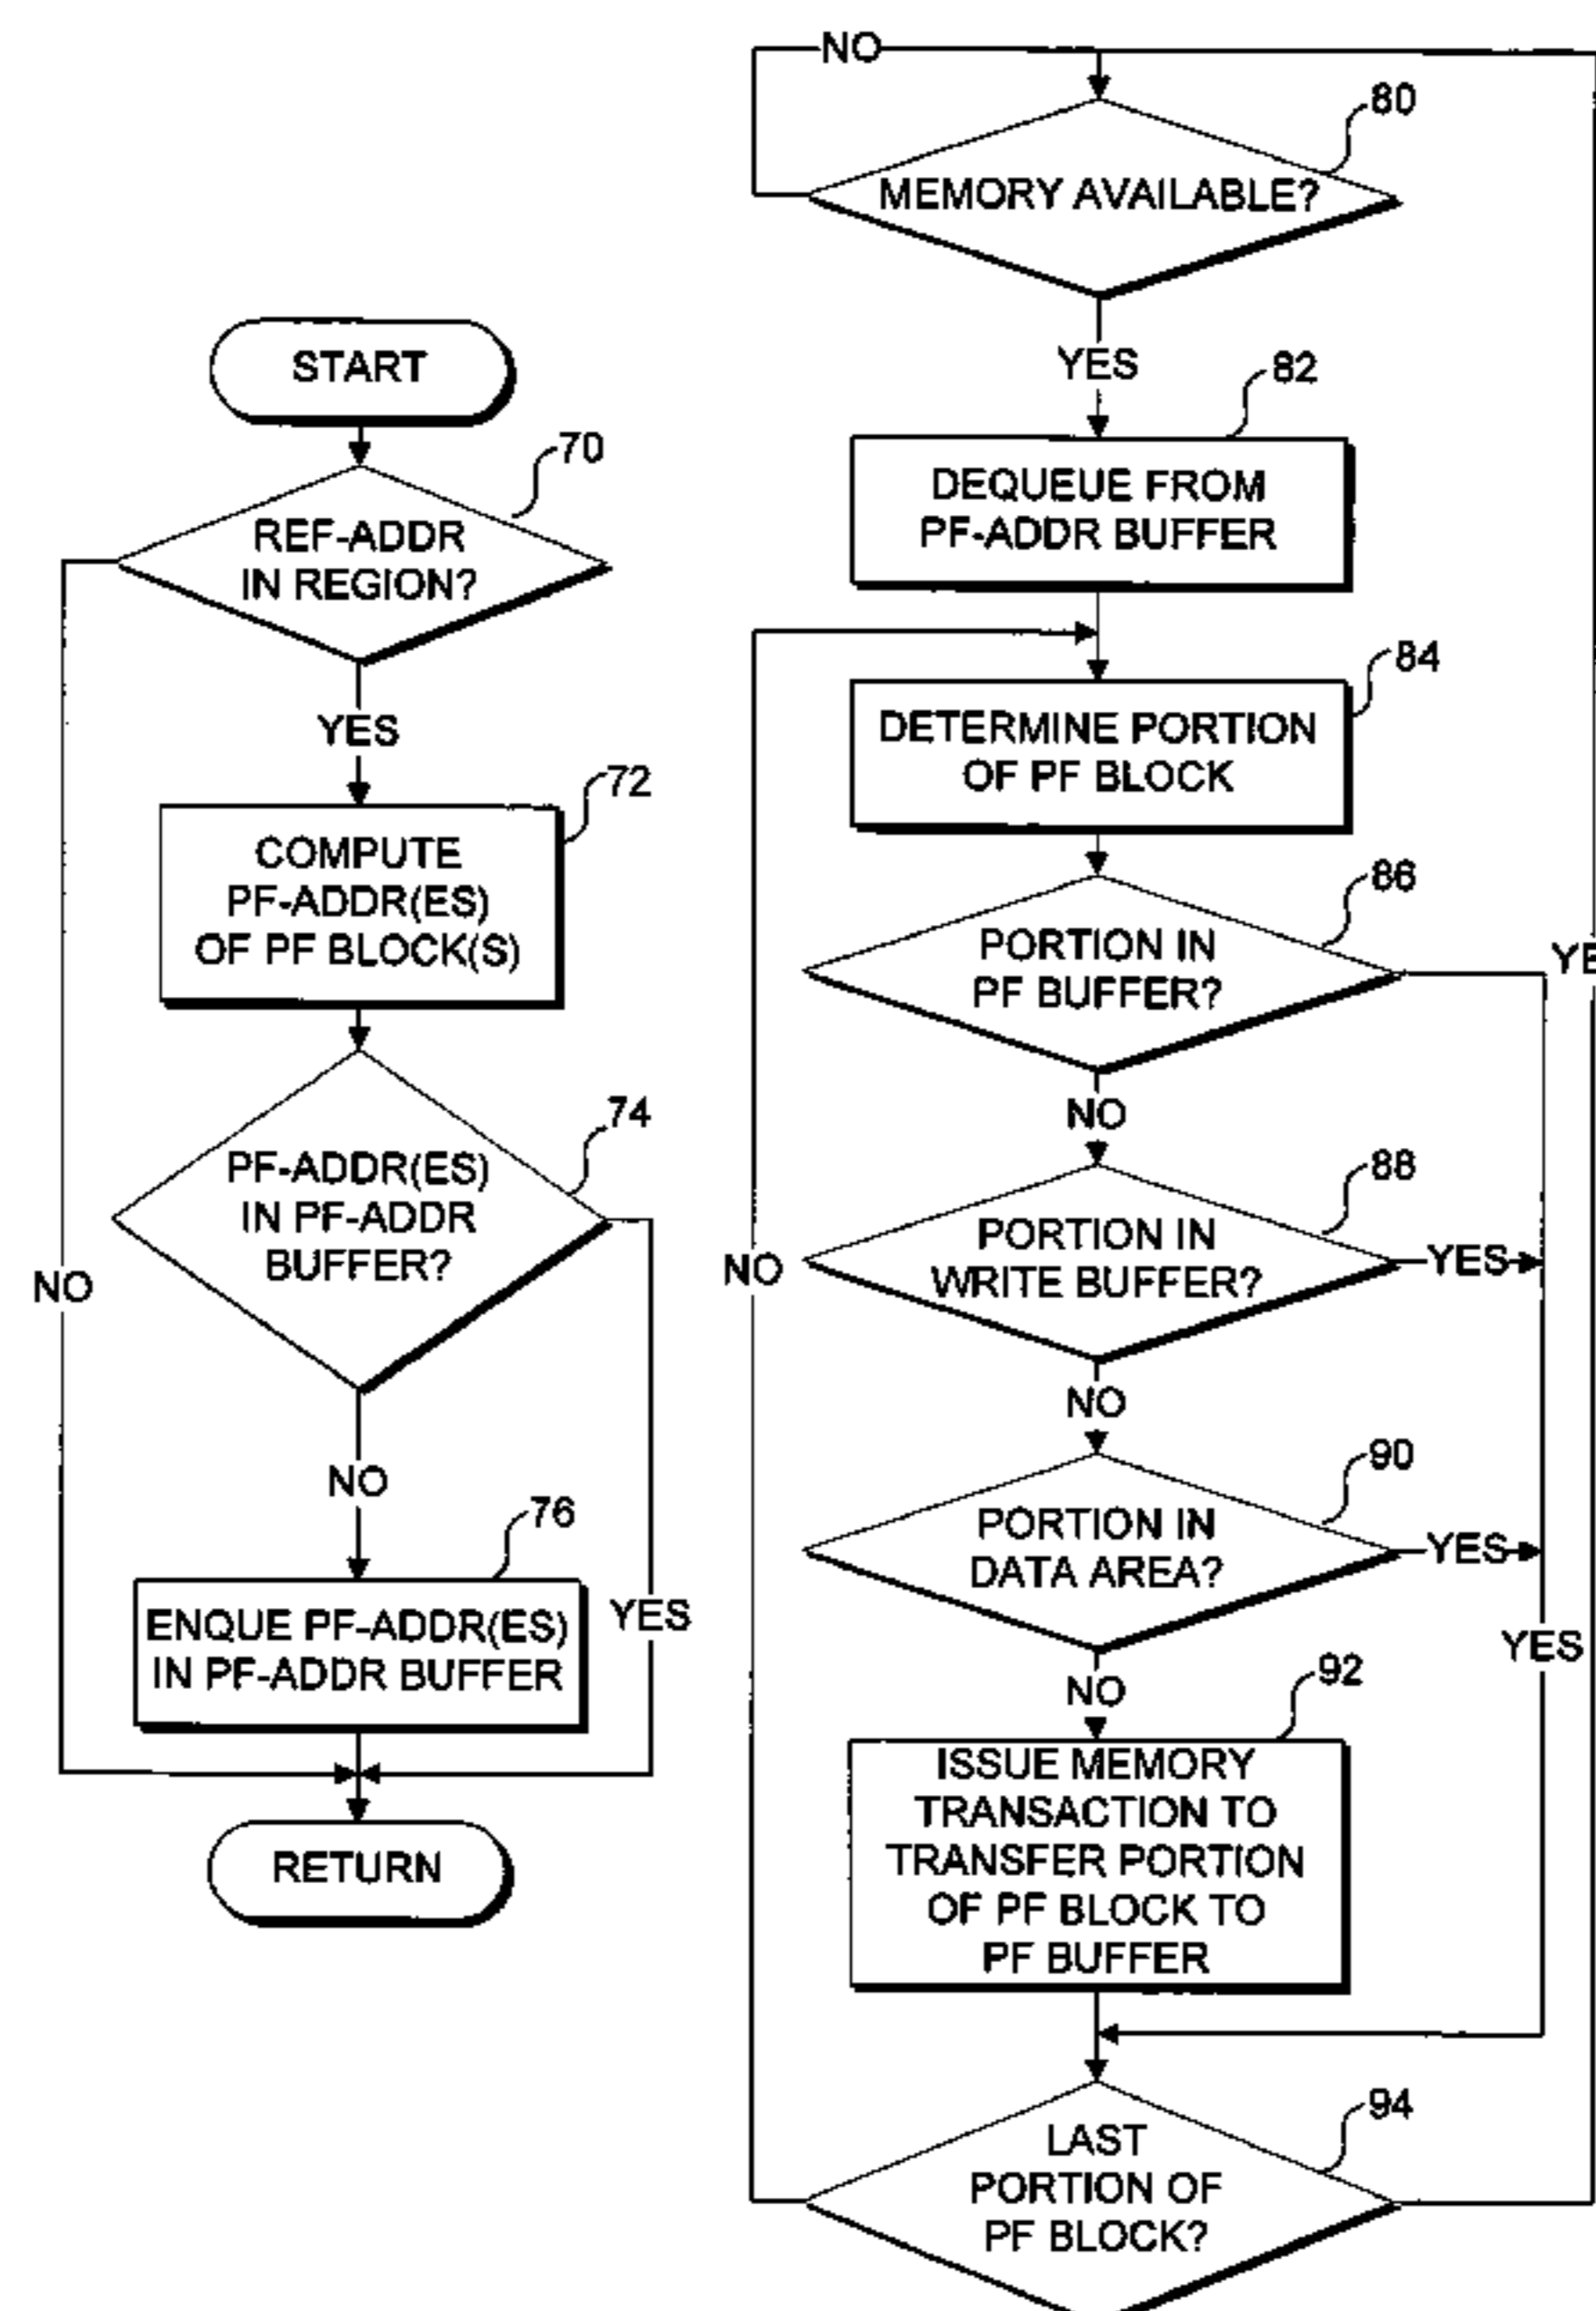 START
70
REF-ADDR
IN REGION?
YES
72
COMPUTE
PF-ADDR(ES)
OF PF BLOCK(S)
74
PF-ADDR(ES)
IN PF-ADDR
BUFFER?
NO
NO
76
ENQUE PF-ADDR(ES)
IN PF-ADDR BUFFER
YES
RETURN
NO
80
MEMORY AVAILABLE?
YES
82
DEQUEUE FROM
PF-ADDR BUFFER
84
DETERMINE PORTION
OF PF BLOCK
86
PORTION IN
PF BUFFER?
NO
88
PORTION IN
WRITE BUFFER?
YES
NO
NO
90
PORTION IN
DATA AREA?
YES
YES
NO
92
ISSUE MEMORY
TRANSACTION TO
TRANSFER PORTION
OF PF BLOCK TO
PF BUFFER
94
LAST
PORTION OF
PF BLOCK?